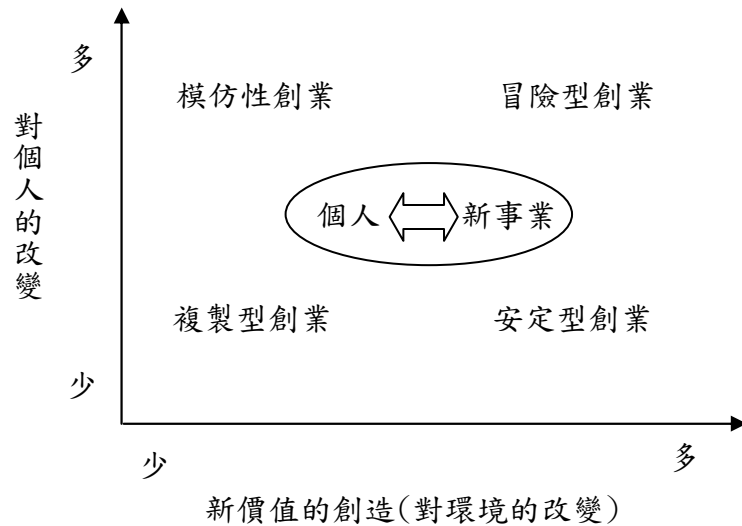 多
模仿性創業
冒險型創業
對個人的改變
個人
新事業
複製型創業
安定型創業
少
少
多
新價值的創造(對環境的改變)